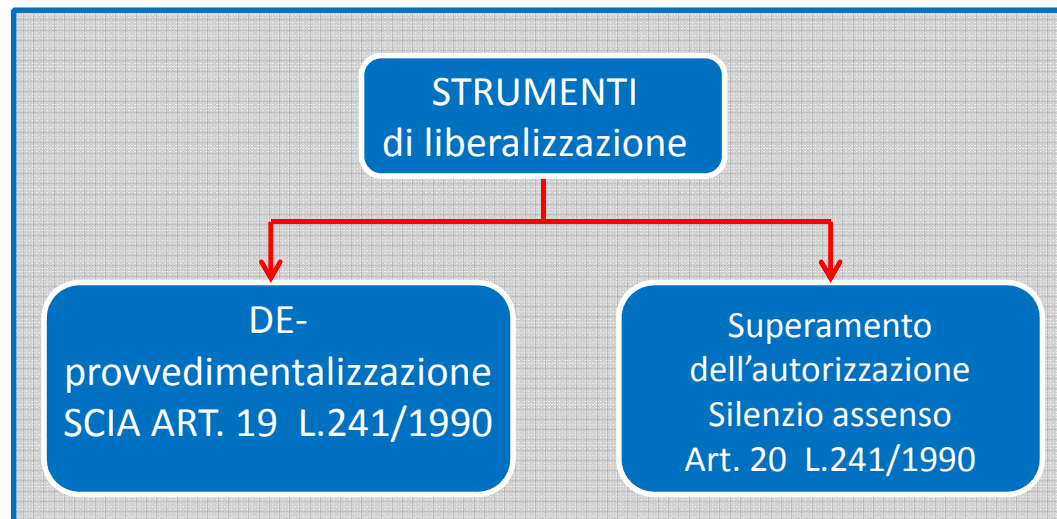 STRUMENTI
di liberalizzazione
DE-
provvedimentalizzazione
SCIA ART. 19 L.241/1990
Superamento
dell’autorizzazione
Silenzio assenso
Art. 20 L.241/1990